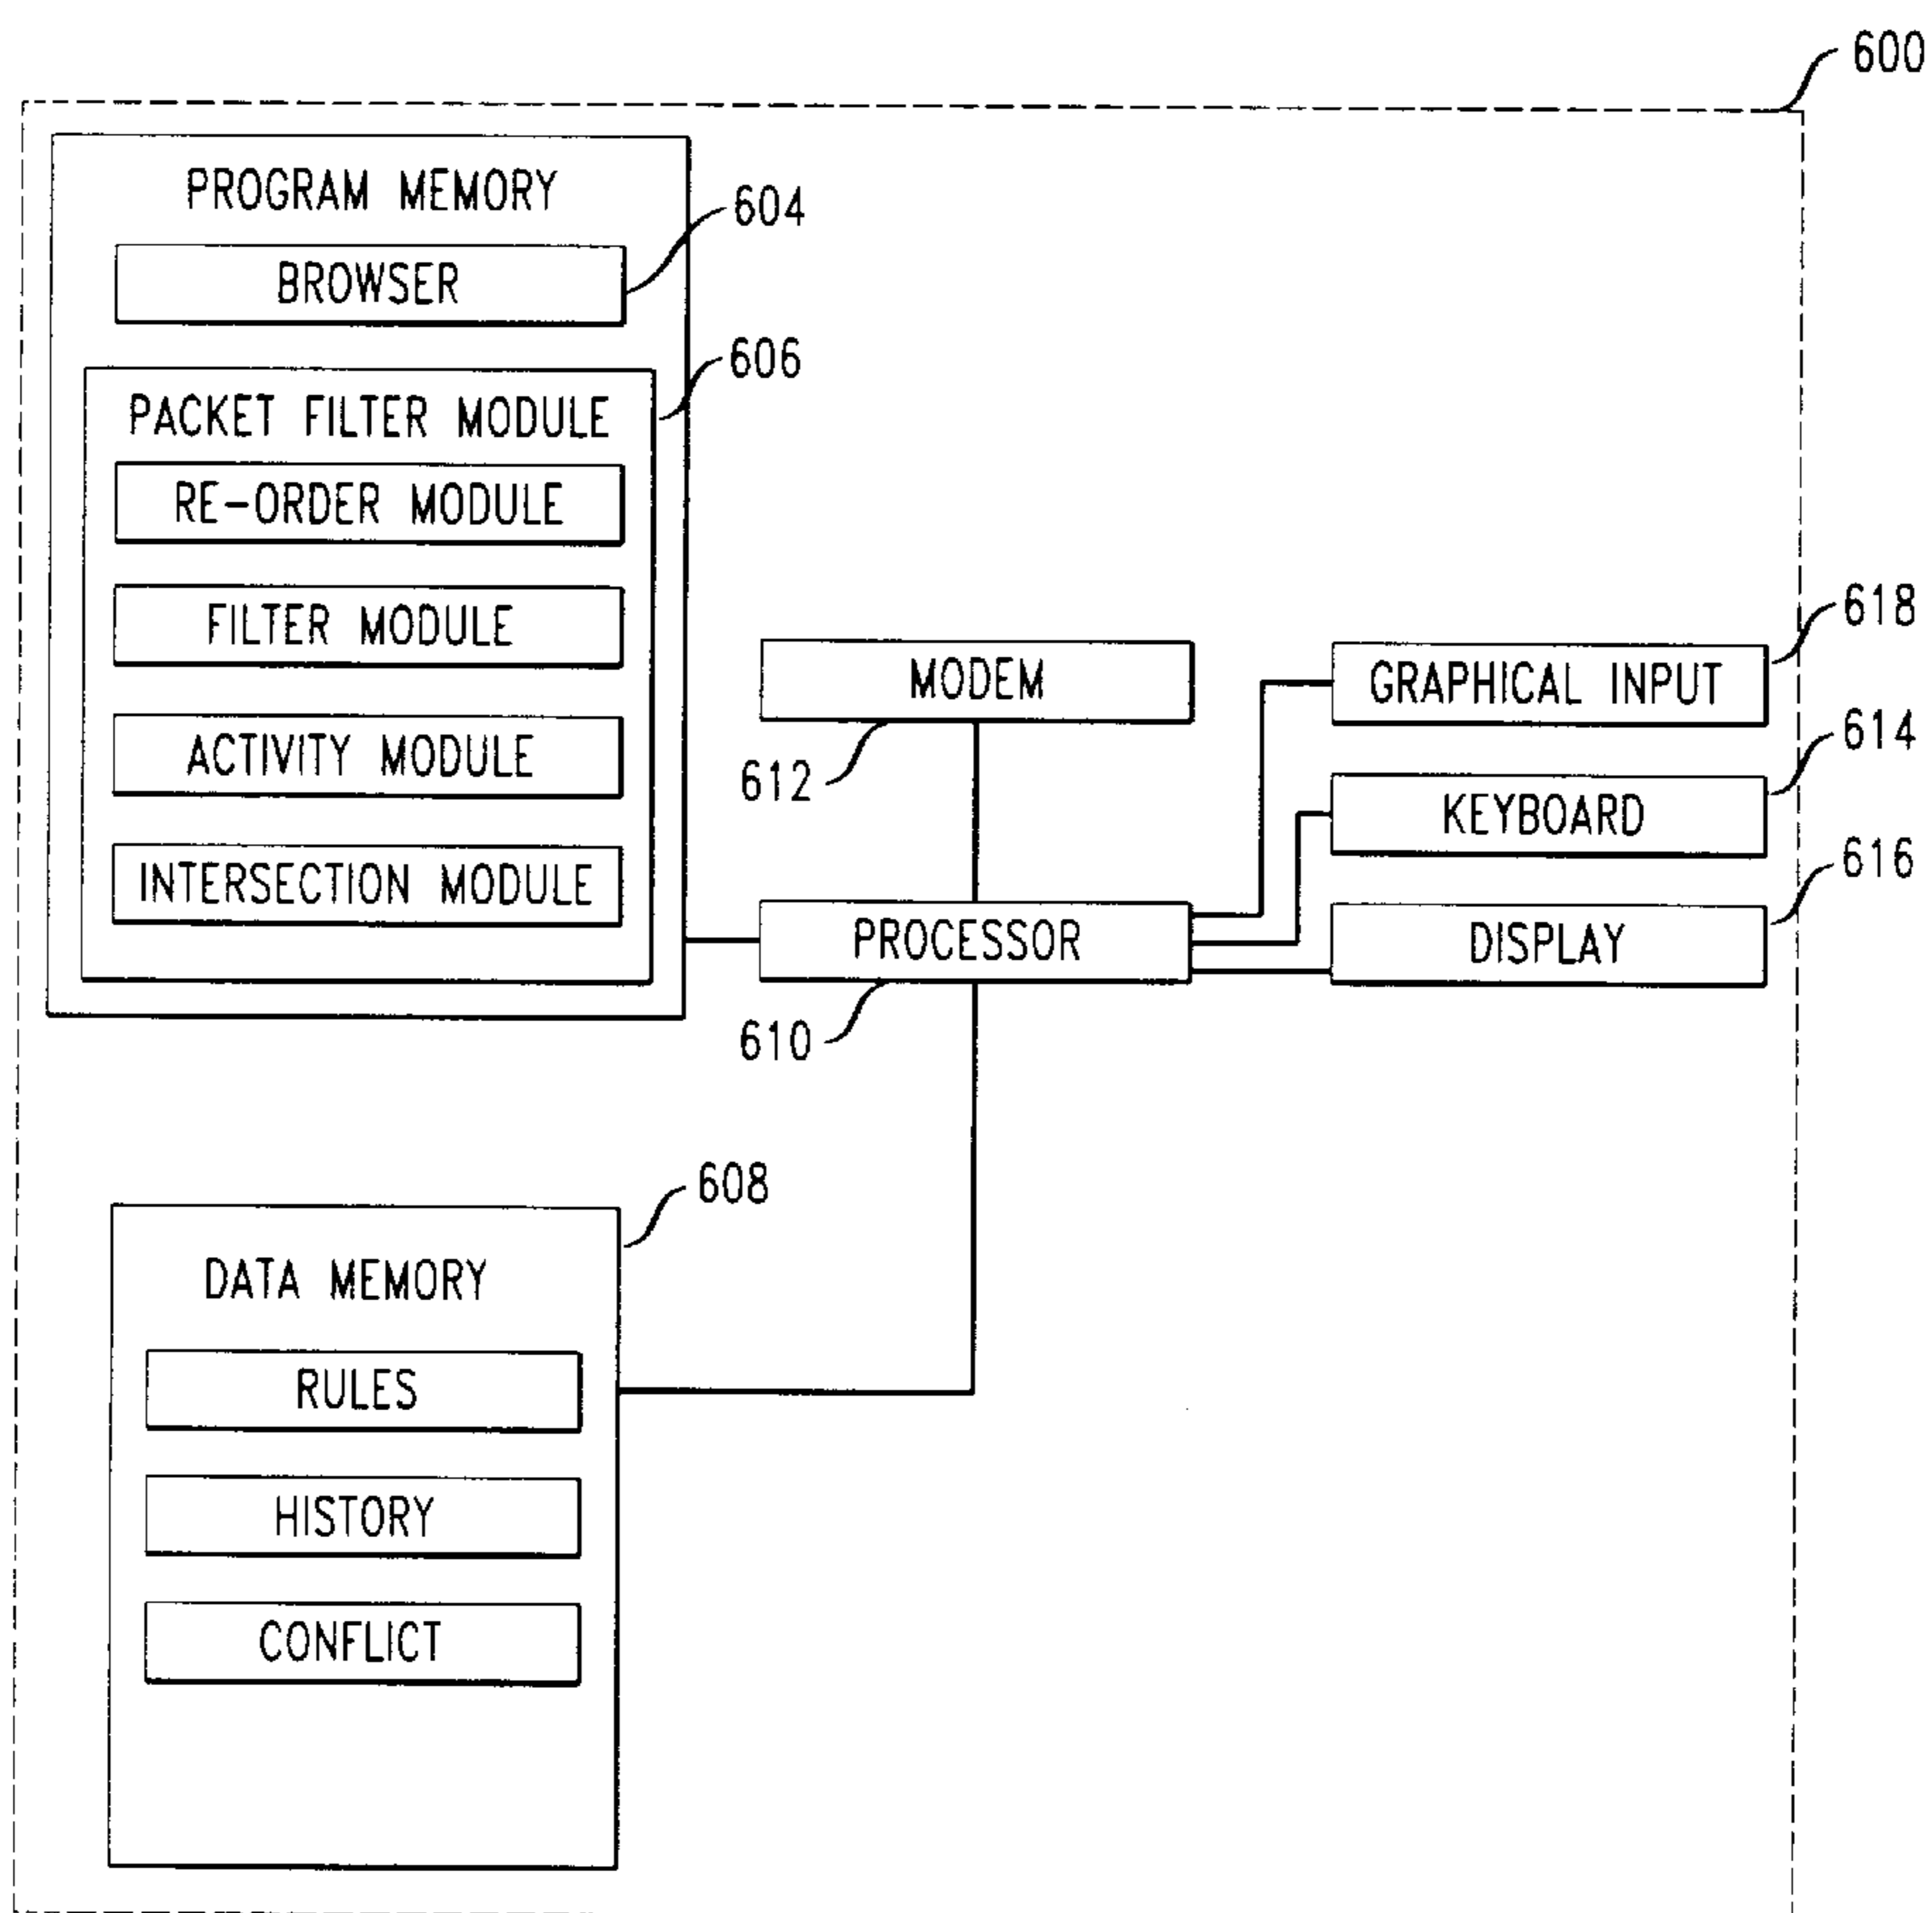 600
PROGRAM MEMORY
604
BROWSER
606
PACKET FILTER MODULE
RE-ORDER MODULE
FILTER MODULE
ACTIVITY MODULE
INTERSECTION MODULE
MODEM
612
GRAPHICAL INPUT
618
KEYBOARD
614
DISPLAY
616
PROCESSOR
610
608
DATA MEMORY
RULES
HISTORY
CONFLICT